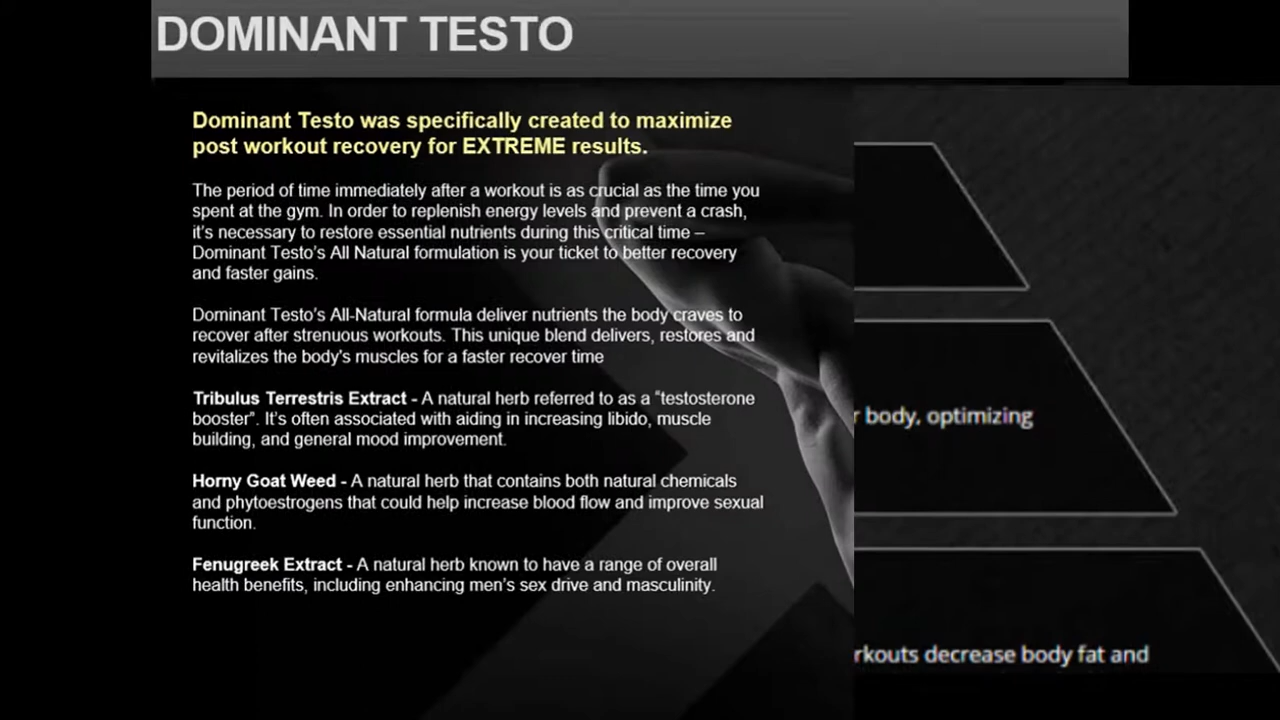 DOMINANT TESTO
Dominant Testo was specifically created to maximize
post workout recovery for EXTREME results.
The period of time immediately after a workout is as crucial as the time you
spent at the gym. In order to replenish energy levels and prevent a crash,
it's necessary to restore essential nutrients during this critical time –
Dominant Testo's All Natural formulation is your ticket to better recovery
and faster gains.
Dominant Testo's All-Natural formula deliver nutrients the body craves to
recover after strenuous workouts. This unique blend delivers, restores and
revitalizes the body's muscles for a faster recover time
Tribulus Terrestris Extract - A natural herb referred to as a “testosterone
booster”. It's often associated with aiding in increasing libido, muscle
building, and general mood improvement.
Horny Goat Weed - A natural herb that contains both natural chemicals
and phytoestrogens that could help increase blood flow and improve sexual
function.
Fenugreek Extract - A natural herb known to have a range of overall
health benefits, including enhancing men's sex drive and masculinity.
r body, optimizing
rkouts decrease body fat and